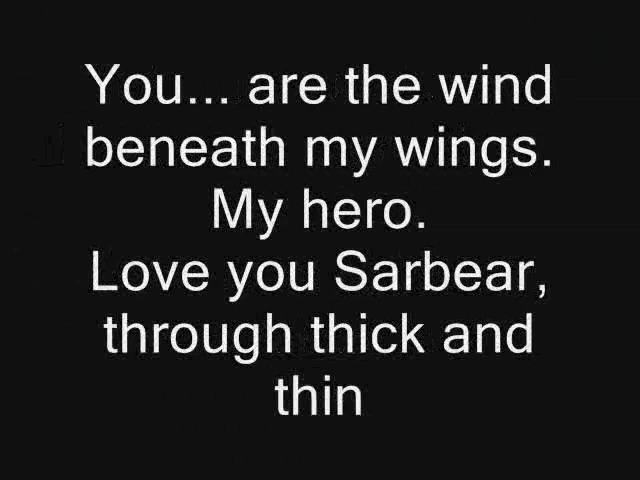 You... are the wind
beneath my wings.
My hero.
Love you Sarbear,
through thick and
thin